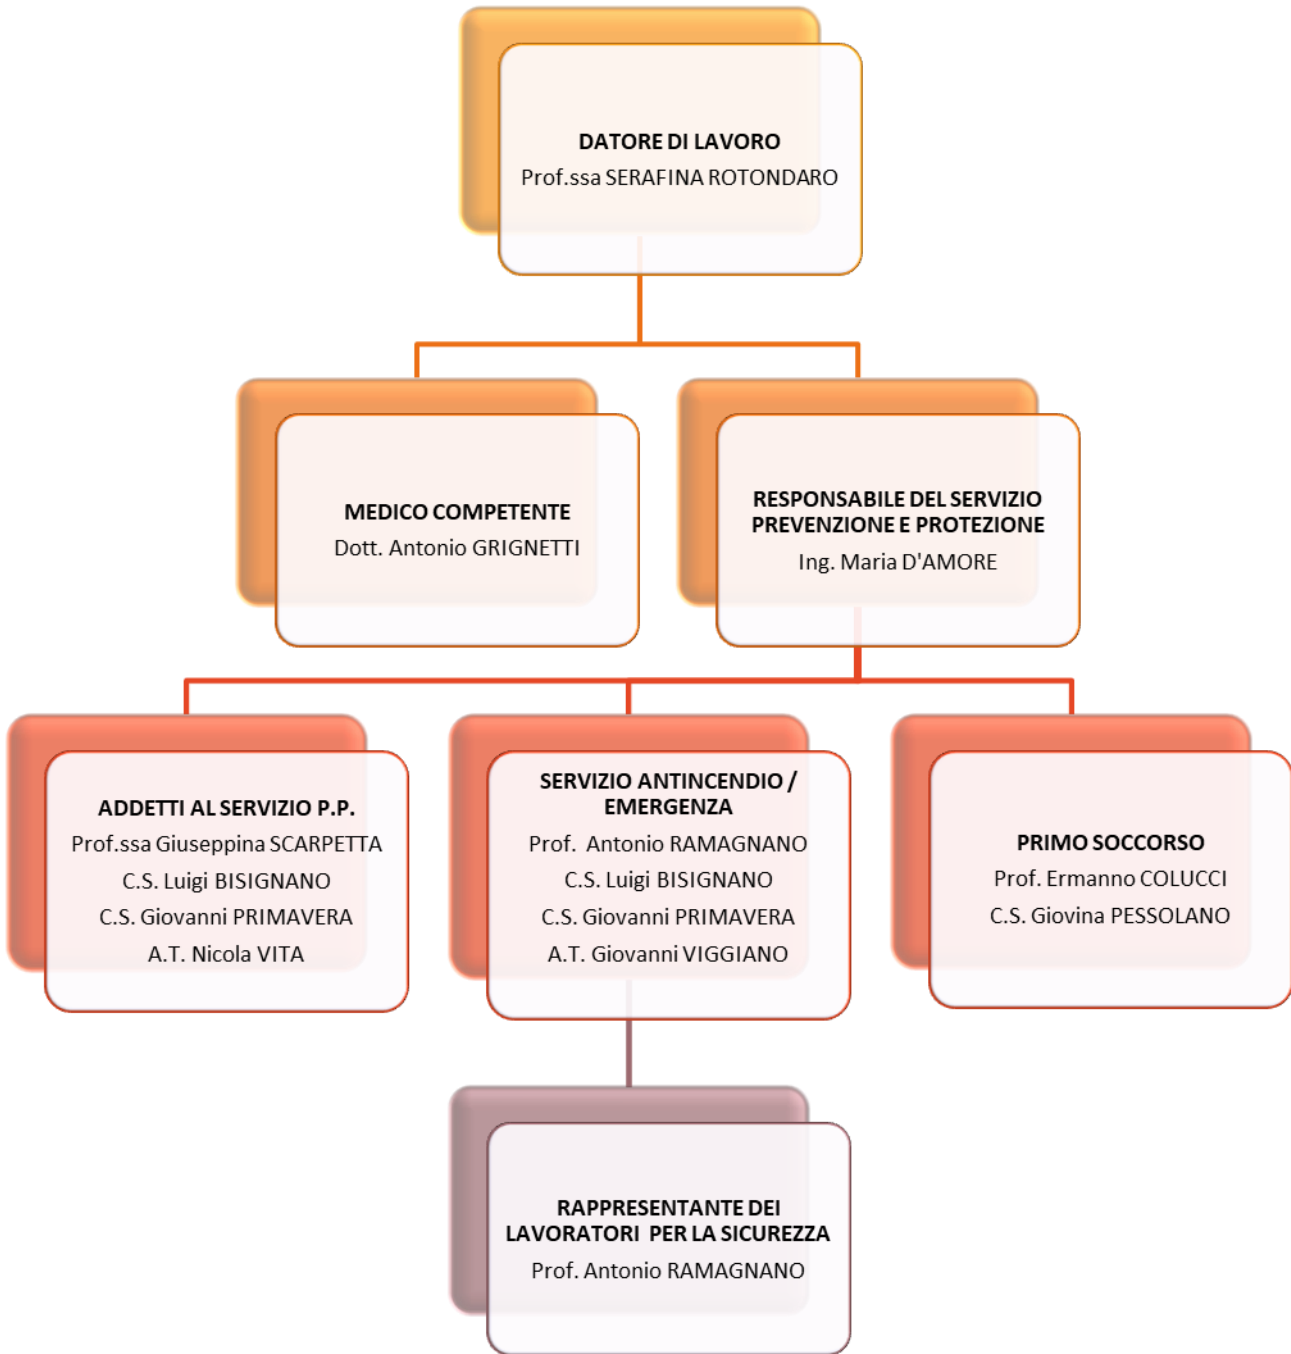 DATORE DI LAVORO
Prof.ssa SERAFINA ROTONDARO
MEDICO COMPETENTE
Dott. Antonio GRIGNETTI
RESPONSABILE DEL SERVIZIO
PREVENZIONE E PROTEZIONE
Ing. Maria D'AMORE
ADDETTI AL SERVIZIO P.P.
Prof.ssa Giuseppina SCARPETTA
C.S. Luigi BISIGNANO
C.S. Giovanni PRIMAVERA
A.T. Nicola VITA
SERVIZIO ANTINCENDIO /
EMERGENZA
Prof. Antonio RAMAGNANO
C.S. Luigi BISIGNANO
C.S. Giovanni PRIMAVERA
A.T. Giovanni VIGGIANO
PRIMO SOCCORSO
Prof. Ermanno COLUCCI
C.S. Giovina PESSOLANO
RAPPRESENTANTE DEI
LAVORATORI PER LA SICUREZZA
Prof. Antonio RAMAGNANO